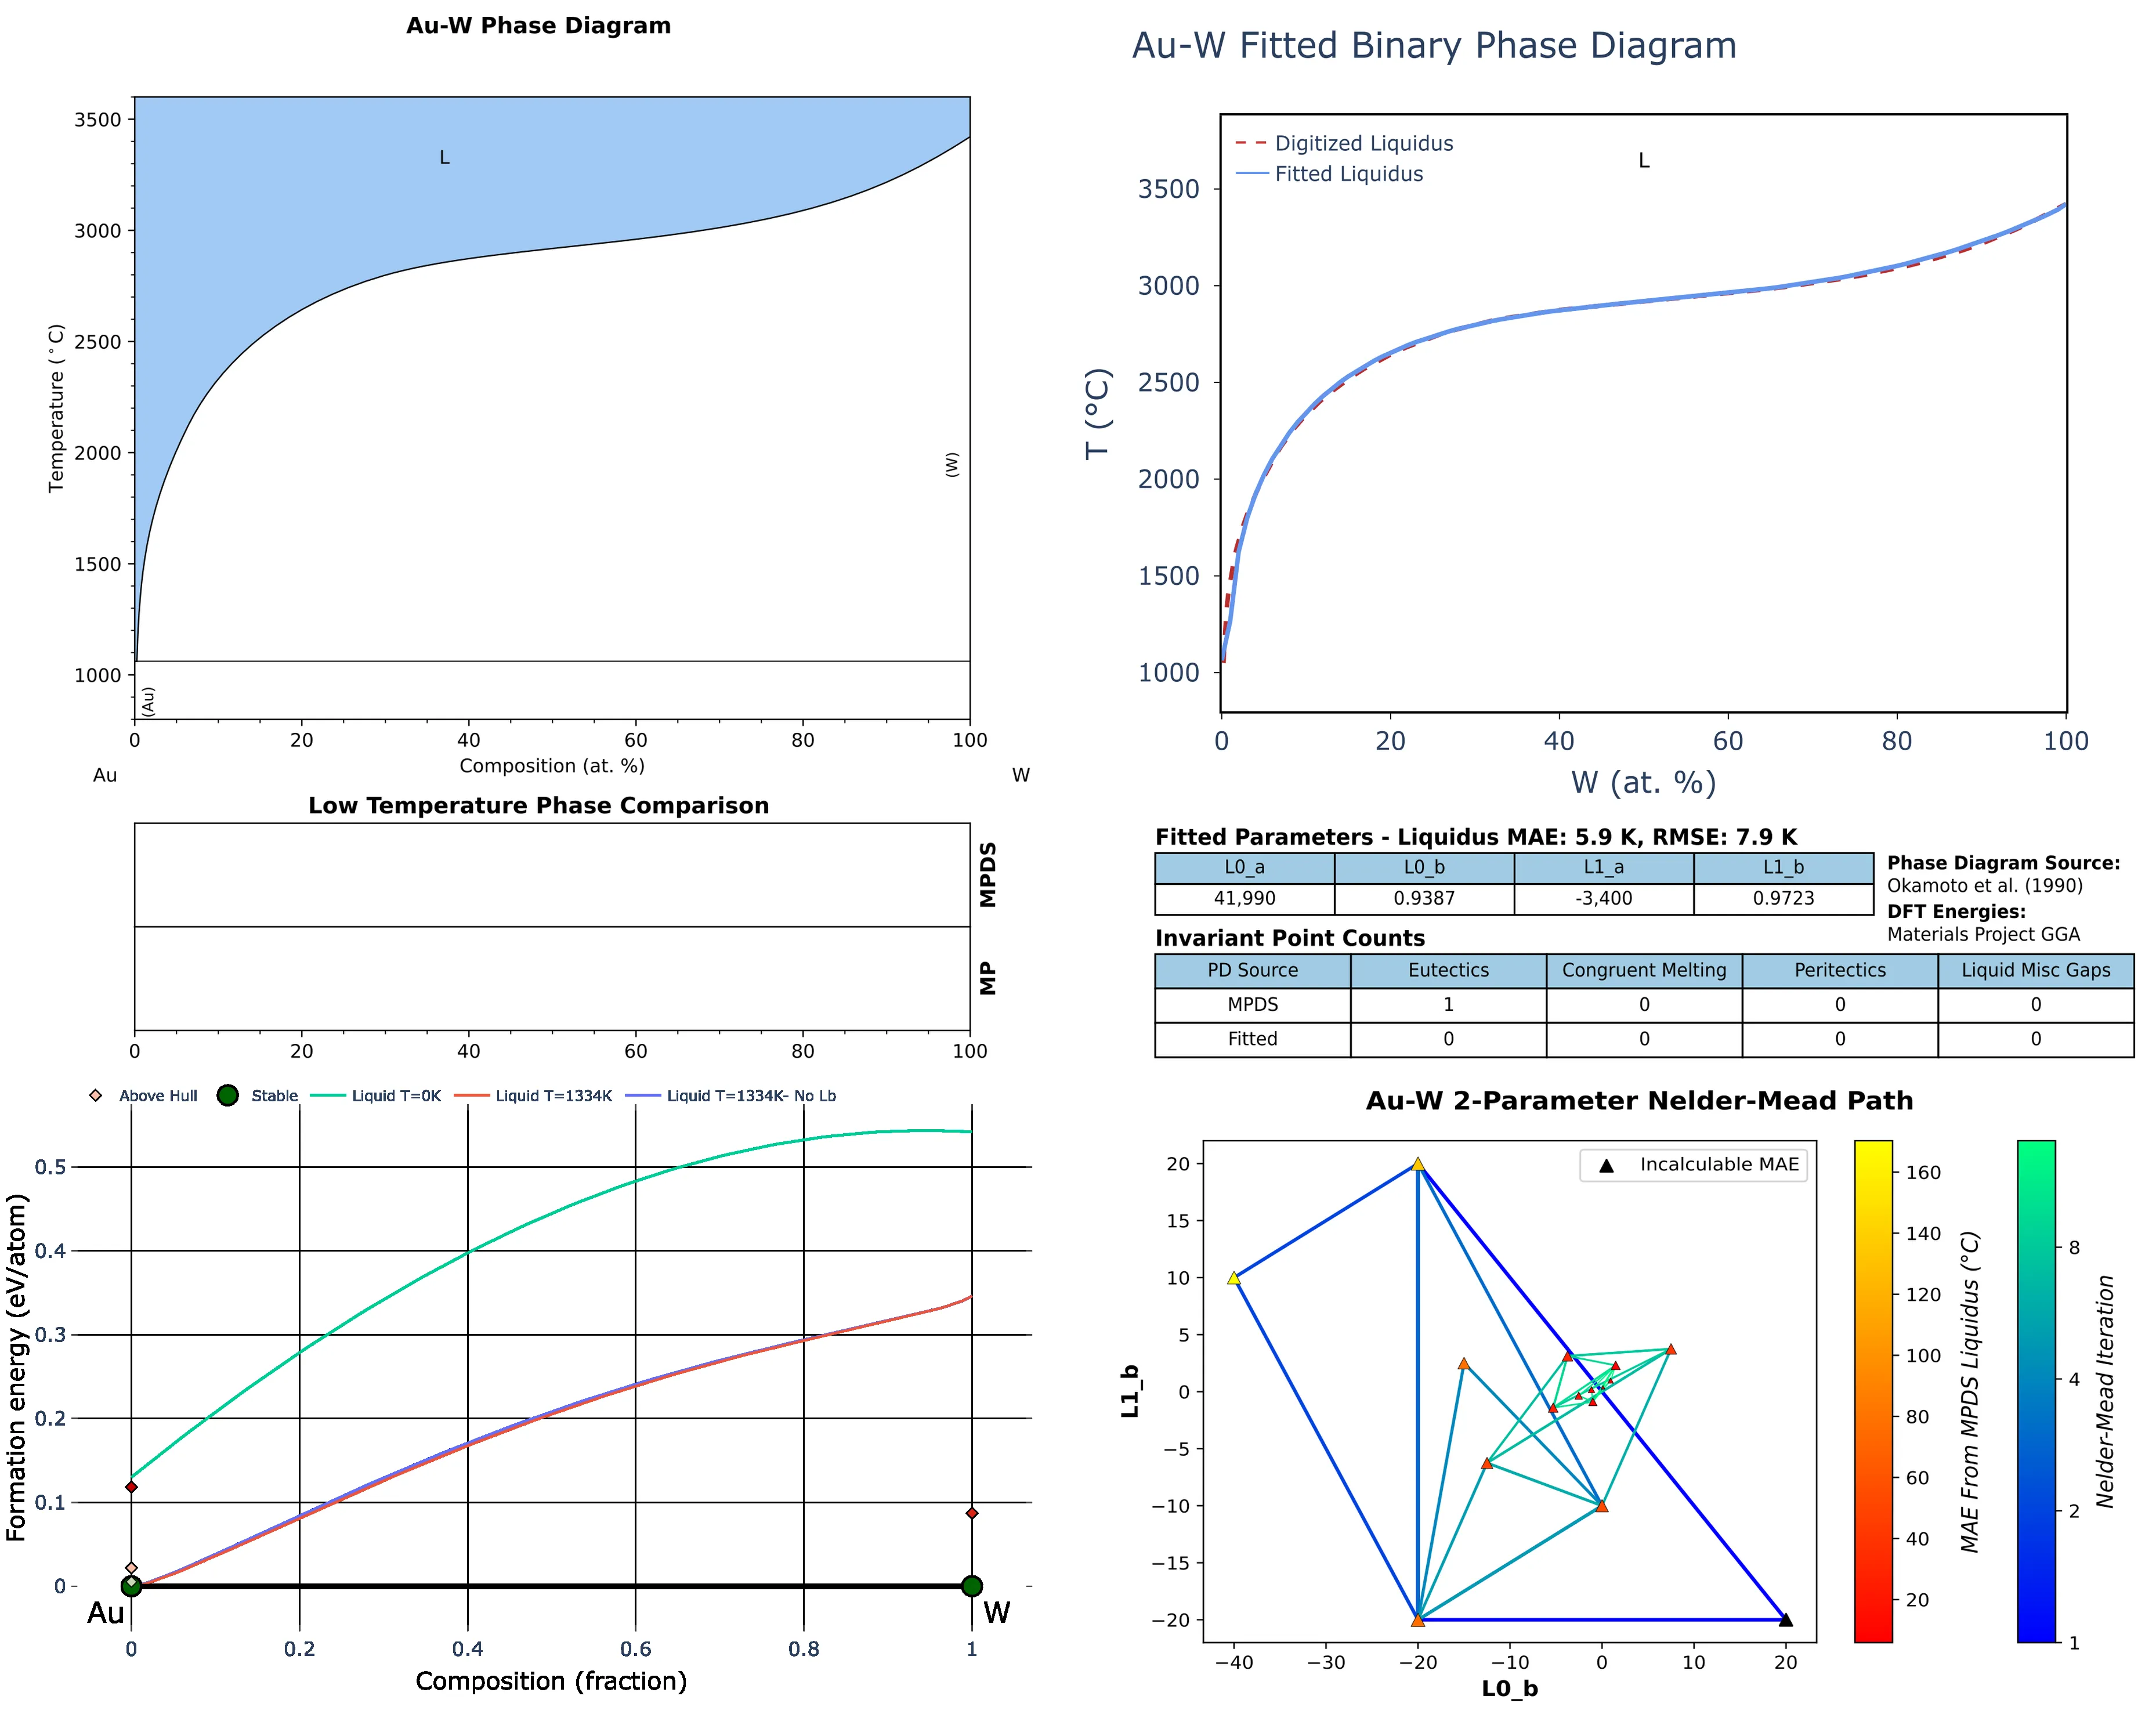 Au-W Phase Diagram
3500
3000
2500
2000
1500
1000
Temperature (°C)
L
(W)
(Au)
0 20 40 60 80 100
Au Composition (at. %) W
Low Temperature Phase Comparison
MPDS
MP
0 20 40 60 80 100
Above Hull Stable Liquid T=0K Liquid T=1334K Liquid T=1334K- No Lb
0.5
0.4
0.3
0.2
0.1
0
Formation energy (eV/atom)
Au W
0 0.2 0.4 0.6 0.8 1
Composition (fraction)
Au-W Fitted Binary Phase Diagram
Digitized Liquidus
Fitted Liquidus
L
3500
3000
2500
2000
1500
1000
T (°C)
0 20 40 60 80 100
W (at. %)
Fitted Parameters - Liquidus MAE: 5.9 K, RMSE: 7.9 K
L0_a L0_b L1_a L1_b
41,990 0.9387 -3,400 0.9723
Phase Diagram Source:
Okamoto et al. (1990)
DFT Energies:
Materials Project GGA
Invariant Point Counts
PD Source Eutectics Congruent Melting Peritectics Liquid Misc Gaps
MPDS 1 0 0 0
Fitted 0 0 0 0
Au-W 2-Parameter Nelder-Mead Path
Incalculable MAE
20
15
10
5
0
−5
−10
−15
−20
L1_b
−40 −30 −20 −10 0 10 20
L0_b
160
140
120
100
80
60
40
20
MAE From MPDS Liquidus (°C)
8
4
2
1
Nelder-Mead Iteration